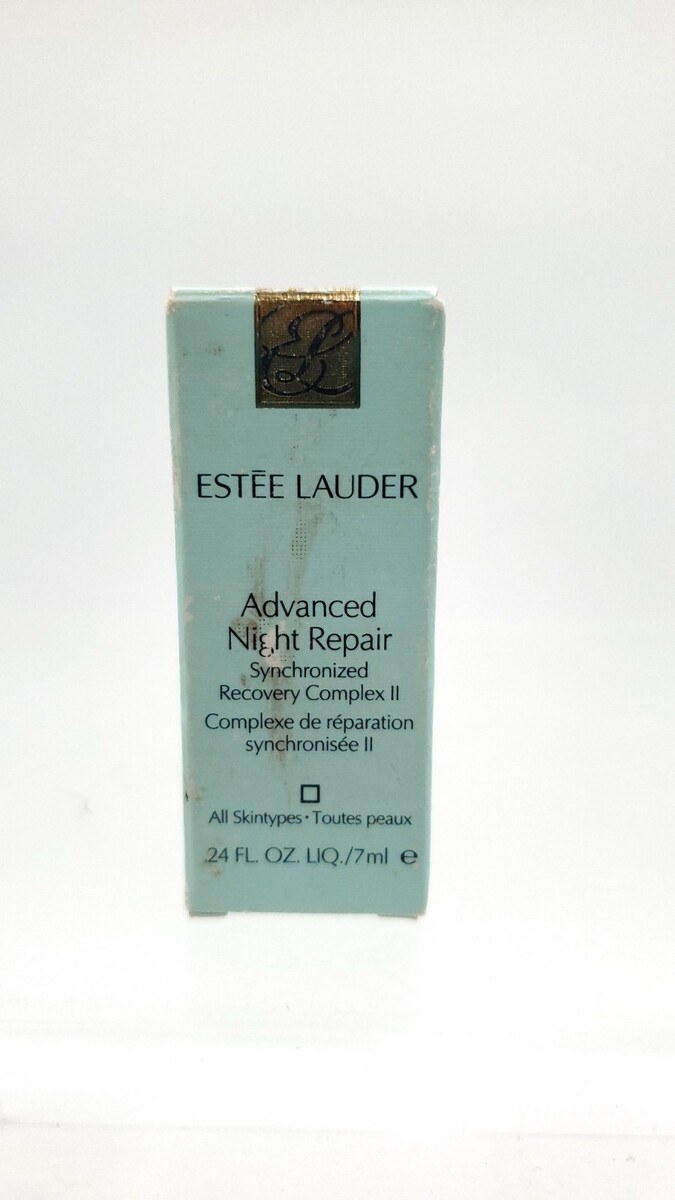 EL
ESTĒE LAUDER
Advanced
Night Repair
Synchronized
Recovery Complex II
Complexe de réparation
synchronisée II
All Skintypes • Toutes peaux
.24 FL. OZ. LIQ./7ml e